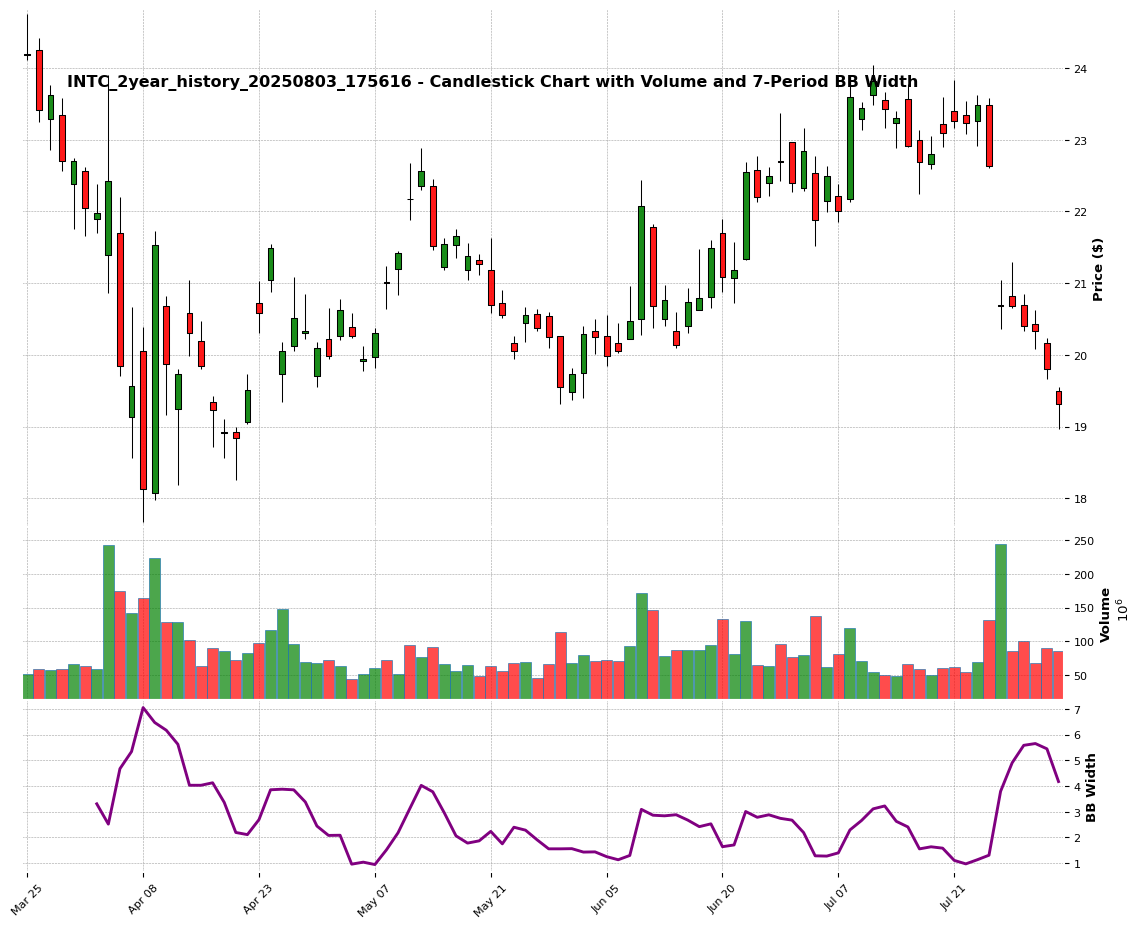 INTC_2year_history_20250803_175616 - Candlestick Chart with Volume and 7-Period BB Width
24
23
22
21
20
19
18
Price ($)
250
200
150
100
50
Volume
10^6
7
6
5
4
3
2
1
BB Width
Mar 25
Apr 08
Apr 23
May 07
May 21
Jun 05
Jun 20
Jul 07
Jul 21